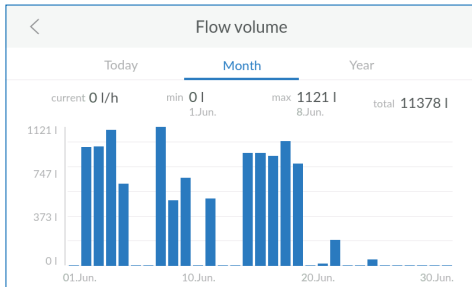 Flow volume
Today Month Year
current 0 l/h min 0 l max 1121 l total 11378 l
1.Jun. 8.Jun.
1121 l
747 l
373 l
0 l
01.Jun. 10.Jun. 20.Jun. 30.Jun.